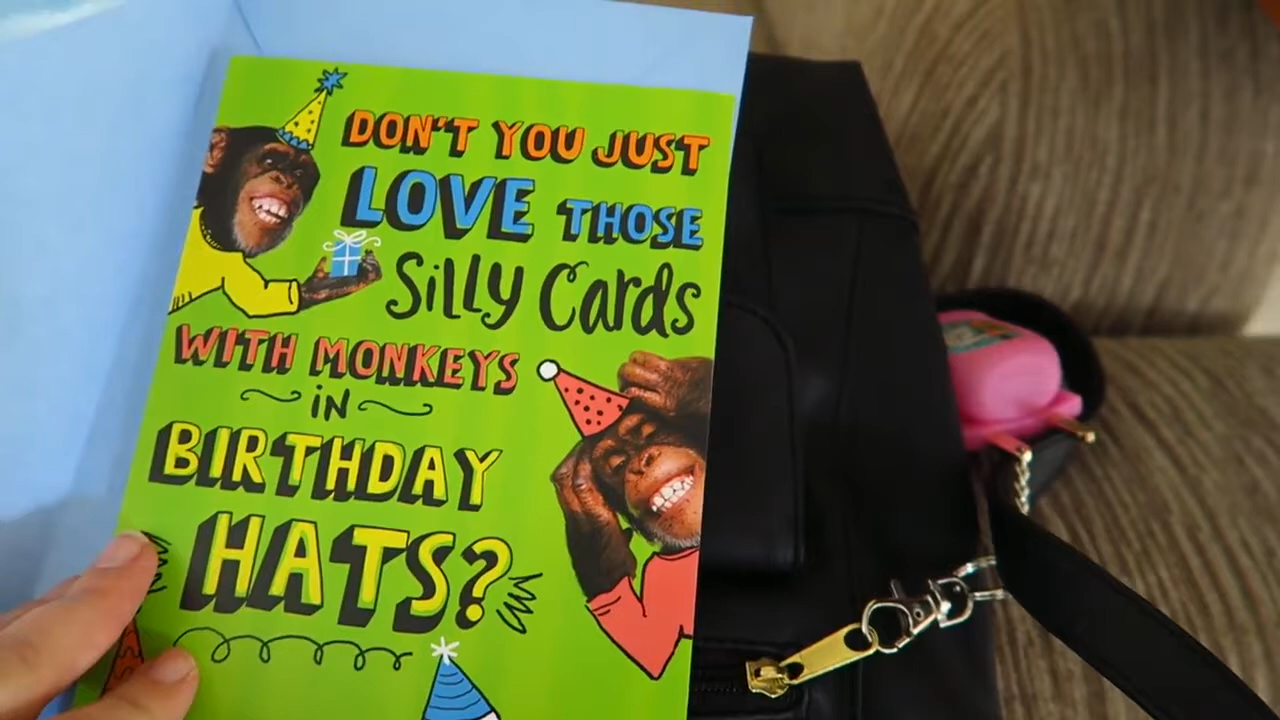 DON'T YOU JUST
LOVE THOSE
Silly Cards
WITH MONKEYS
iN
BIRTHDAY
HATS?